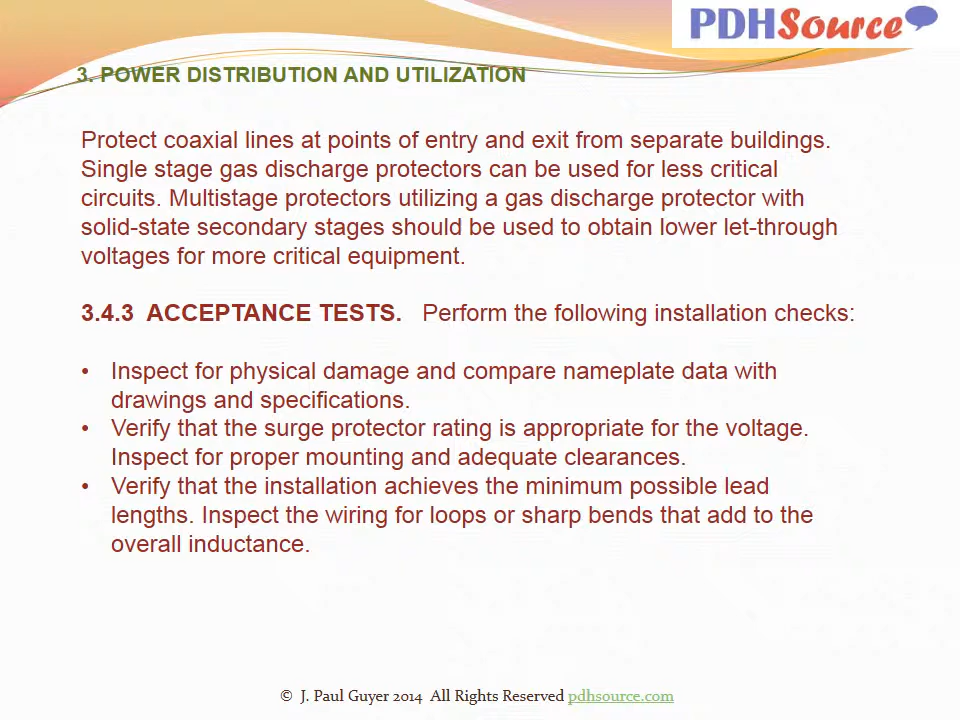 PDHSource
3. POWER DISTRIBUTION AND UTILIZATION
Protect coaxial lines at points of entry and exit from separate buildings.
Single stage gas discharge protectors can be used for less critical
circuits. Multistage protectors utilizing a gas discharge protector with
solid-state secondary stages should be used to obtain lower let-through
voltages for more critical equipment.
3.4.3 ACCEPTANCE TESTS. Perform the following installation checks:
• Inspect for physical damage and compare nameplate data with
drawings and specifications.
• Verify that the surge protector rating is appropriate for the voltage.
Inspect for proper mounting and adequate clearances.
• Verify that the installation achieves the minimum possible lead
lengths. Inspect the wiring for loops or sharp bends that add to the
overall inductance.
© J. Paul Guyer 2014 All Rights Reserved pdhsource.com